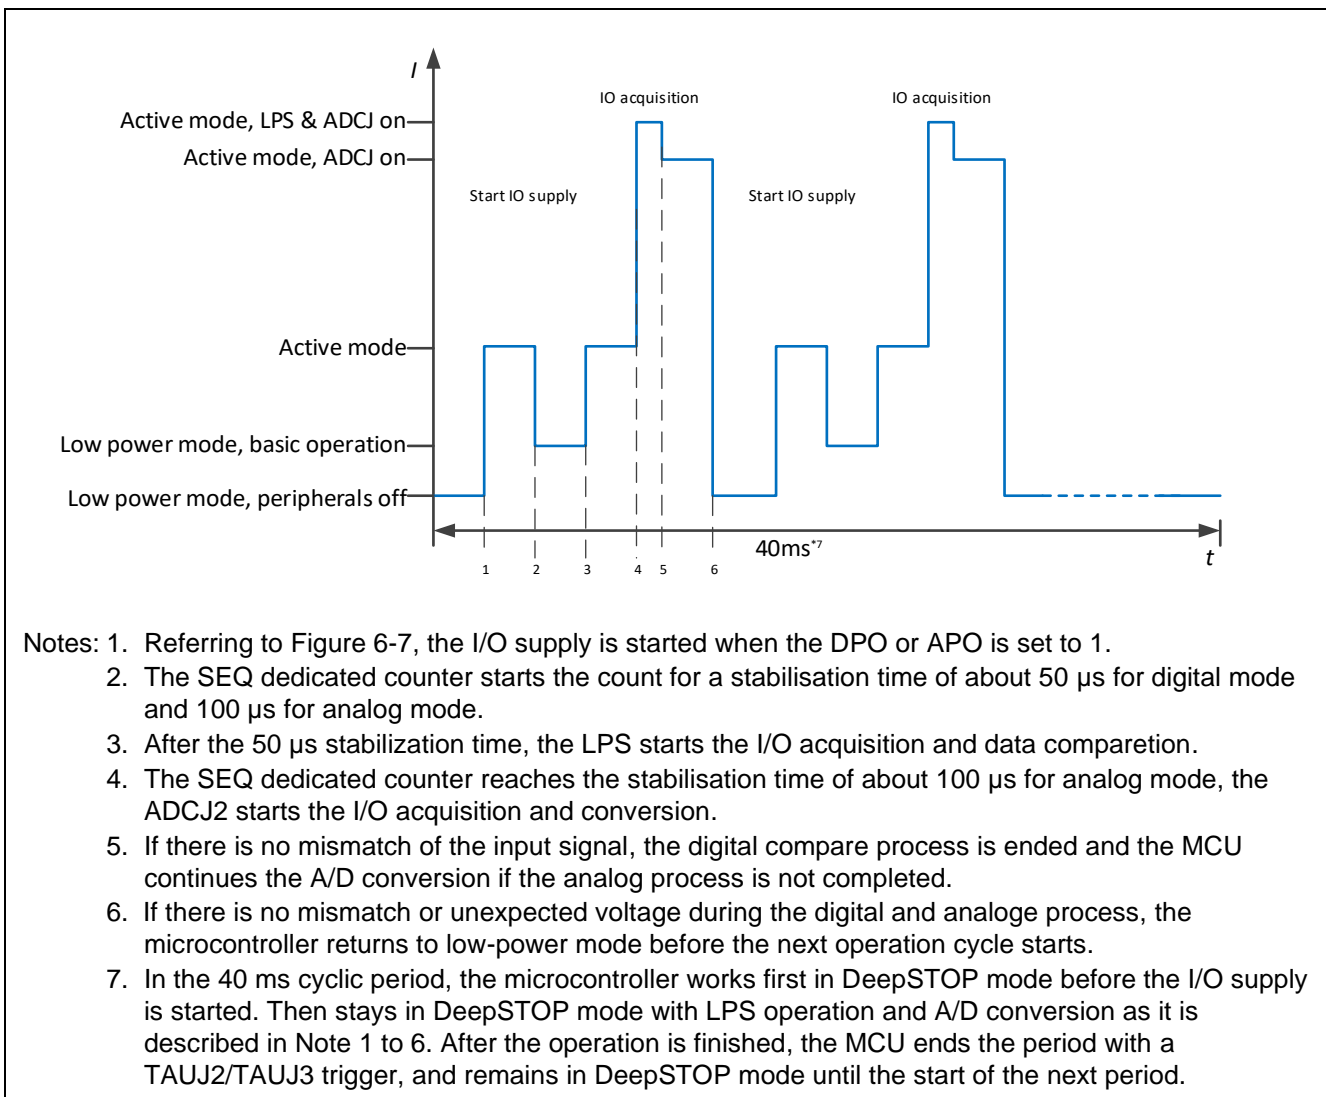 I
IO acquisition
IO acquisition
Active mode, LPS & ADCJ on
Active mode, ADCJ on
Start IO supply
Start IO supply
Active mode
Low power mode, basic operation
Low power mode, peripherals off
40ms*7
t
1 2 3 4 5 6
Notes: 1. Referring to Figure 6-7, the I/O supply is started when the DPO or APO is set to 1.
2. The SEQ dedicated counter starts the count for a stabilisation time of about 50 µs for digital mode
and 100 µs for analog mode.
3. After the 50 µs stabilization time, the LPS starts the I/O acquisition and data comparetion.
4. The SEQ dedicated counter reaches the stabilisation time of about 100 µs for analog mode, the
ADCJ2 starts the I/O acquisition and conversion.
5. If there is no mismatch of the input signal, the digital compare process is ended and the MCU
continues the A/D conversion if the analog process is not completed.
6. If there is no mismatch or unexpected voltage during the digital and analoge process, the
microcontroller returns to low-power mode before the next operation cycle starts.
7. In the 40 ms cyclic period, the microcontroller works first in DeepSTOP mode before the I/O supply
is started. Then stays in DeepSTOP mode with LPS operation and A/D conversion as it is
described in Note 1 to 6. After the operation is finished, the MCU ends the period with a
TAUJ2/TAUJ3 trigger, and remains in DeepSTOP mode until the start of the next period.